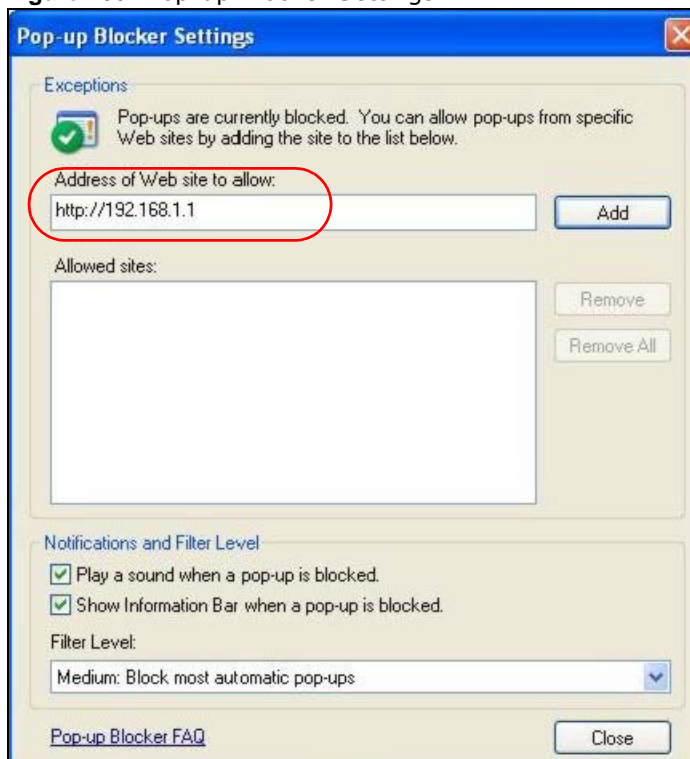 Pop-up Blocker Settings
Exceptions
Pop-ups are currently blocked. You can allow pop-ups from specific
Web sites by adding the site to the list below.
Address of Web site to allow:
http://192.168.1.1
Add
Allowed sites:
Remove
Remove All
Notifications and Filter Level
Play a sound when a pop-up is blocked.
Show Information Bar when a pop-up is blocked.
Filter Level:
Medium: Block most automatic pop-ups
Pop-up Blocker FAQ
Close